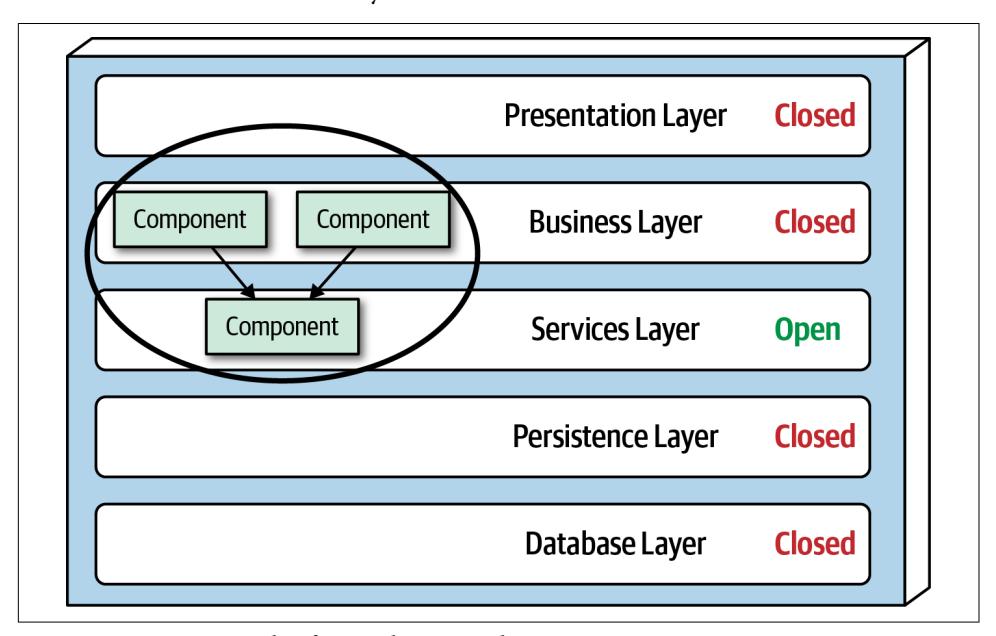 Presentation Layer Closed
Component Component Business Layer Closed
Component Services Layer Open
Persistence Layer Closed
Database Layer Closed